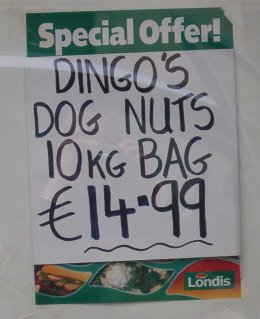 Special Offer!
DINGO'S
DOG NUTS
10KG BAG
€14.99
Londis